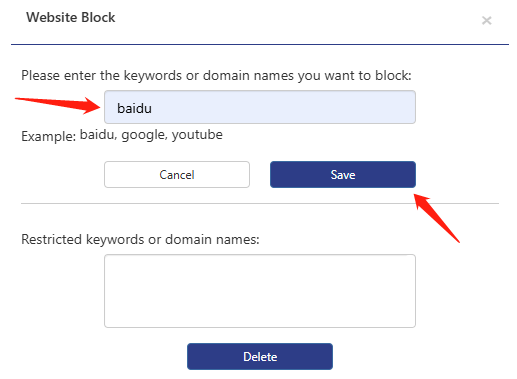 Website Block
×
Please enter the keywords or domain names you want to block:
baidu
Example: baidu, google, youtube
Cancel Save
Restricted keywords or domain names:
Delete